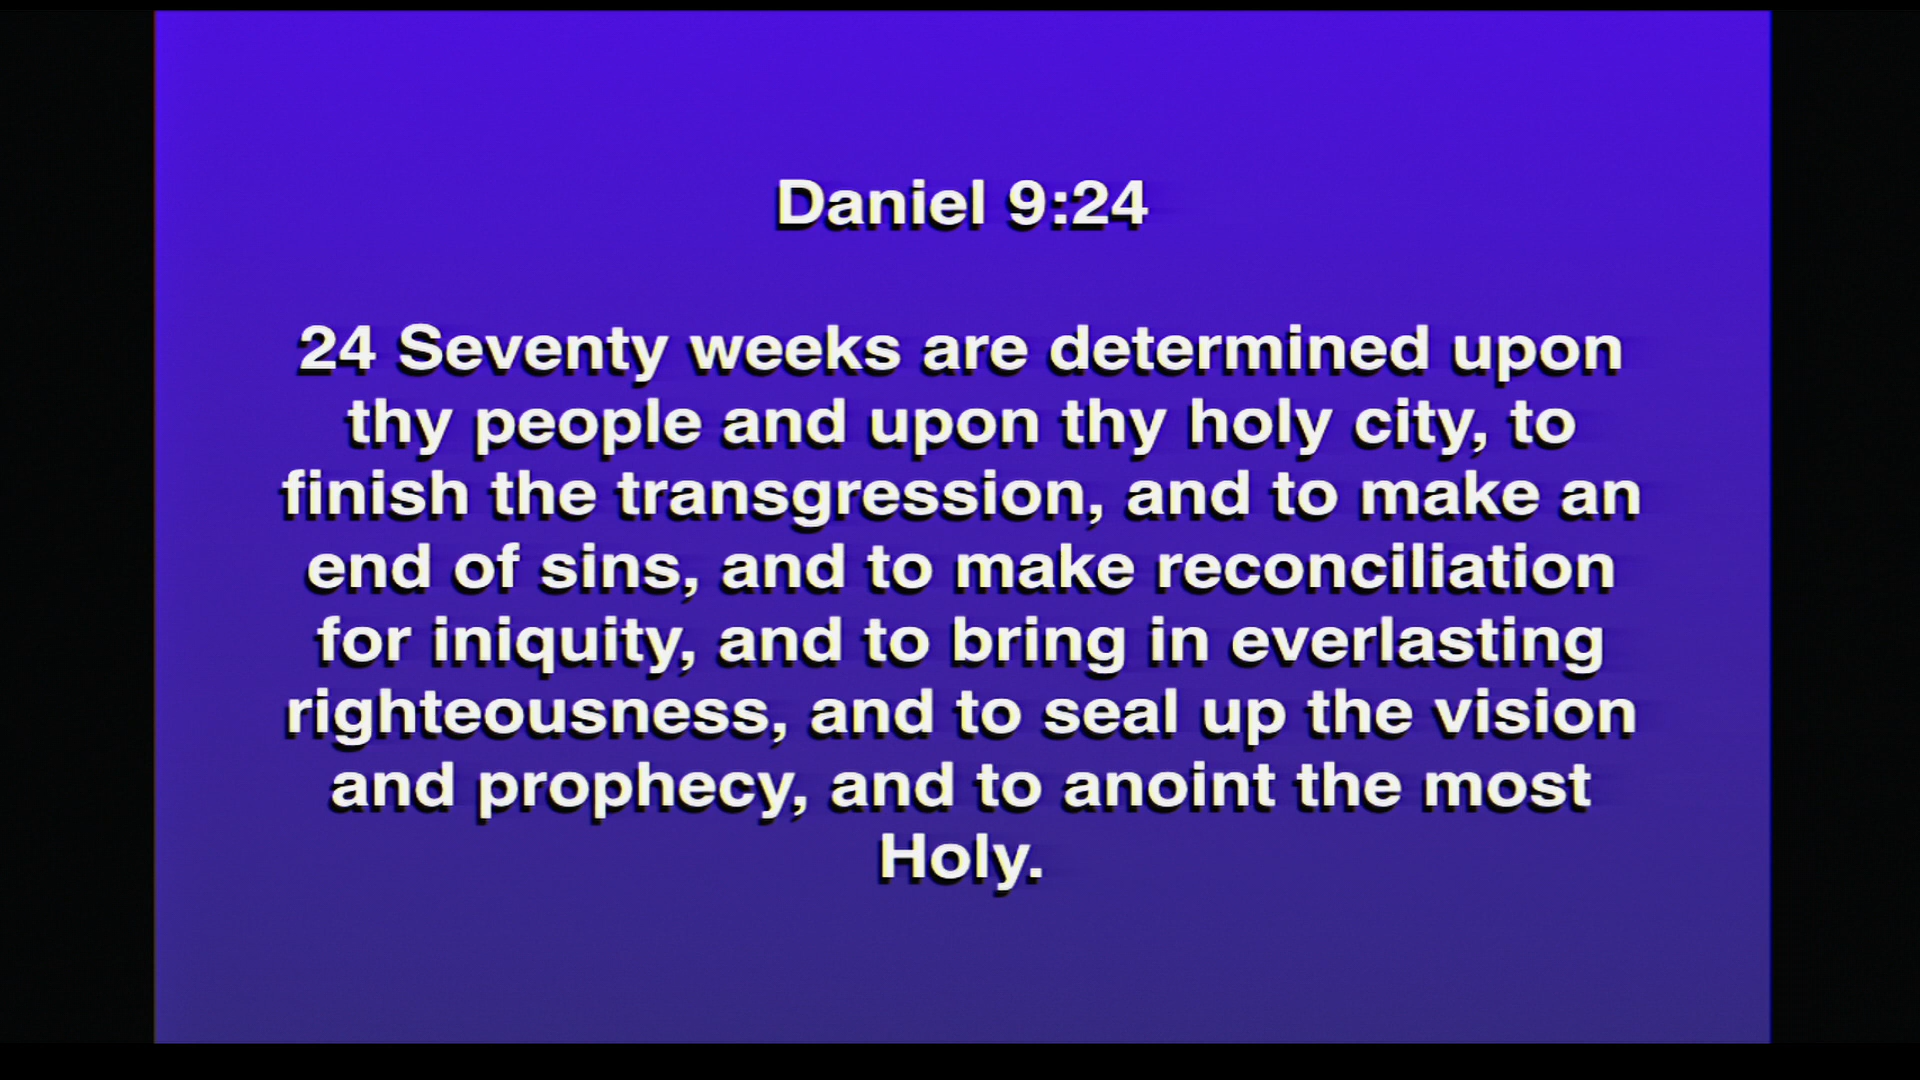 Daniel 9:24
24 Seventy weeks are determined upon
thy people and upon thy holy city, to
finish the transgression, and to make an
end of sins, and to make reconciliation
for iniquity, and to bring in everlasting
righteousness, and to seal up the vision
and prophecy, and to anoint the most
Holy.